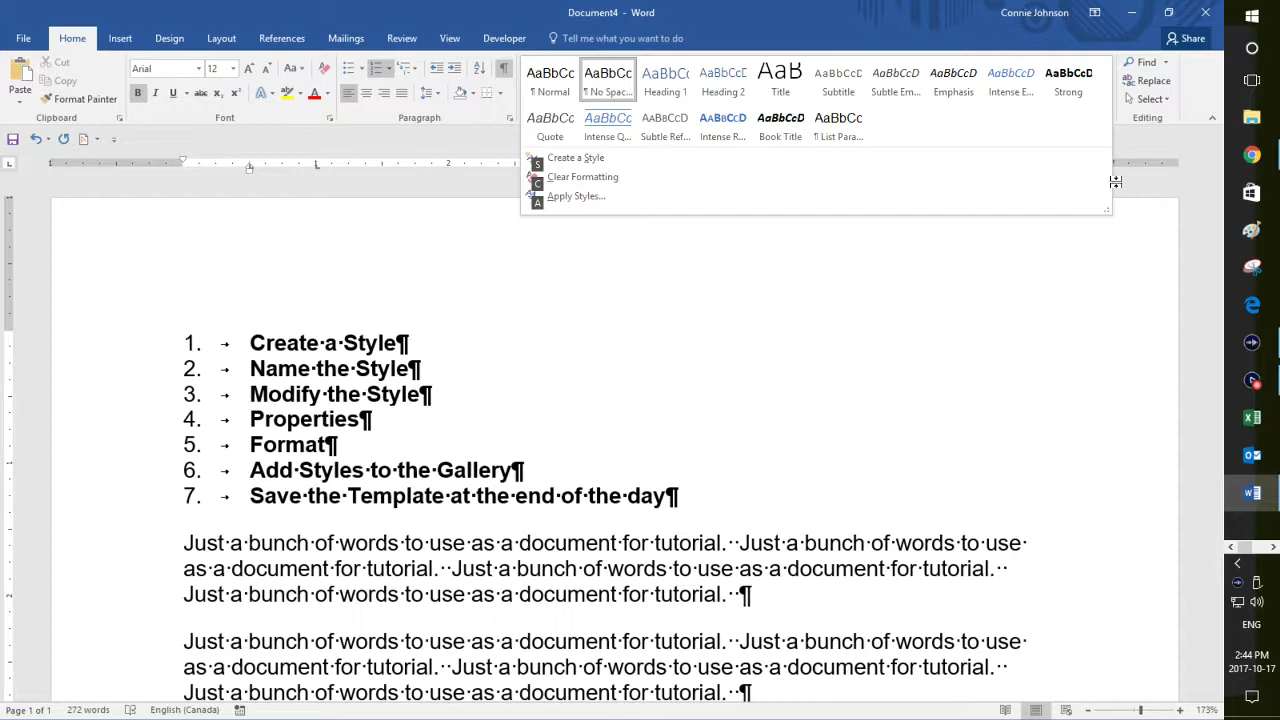 Document4 - Word
Connie Johnson
File Home Insert Design Layout References Mailings Review View Developer Tell me what you want to do Share
Paste
Cut
Copy
Format Painter
Clipboard
Arial 12
Aa
B I U abc
Font
Paragraph
AaBbCc AaBbCc AaBbCc AaBbCcD AaB AaBbCcD AaBbCcD AaBbCcD AaBbCcD AaBbCc
¶ Normal ¶ No Spac... Heading 1 Heading 2 Title Subtitle Subtle Em... Emphasis Intense E... Strong
AaBbCcD AaBbCc AaBbCcD AaBbCcD AaBbCcD AaBbCc
Quote Intense Q... Subtle Ref... Intense R... Book Title ¶ List Para...
S Create a Style
C Clear Formatting
A Apply Styles...
Find
Replace
Select
Editing
1 2
1. → Create·a·Style¶
2. → Name·the·Style¶
3. → Modify·the·Style¶
4. → Properties¶
5. → Format¶
6. → Add·Styles·to·the·Gallery¶
7. → Save·the·Template·at·the·end·of·the·day¶
Just·a·bunch·of·words·to·use·as·a·document·for·tutorial.··Just·a·bunch·of·words·to·use·
as·a·document·for·tutorial.··Just·a·bunch·of·words·to·use·as·a·document·for·tutorial.··
Just·a·bunch·of·words·to·use·as·a·document·for·tutorial.··¶
Just·a·bunch·of·words·to·use·as·a·document·for·tutorial.··Just·a·bunch·of·words·to·use·
as·a·document·for·tutorial.··Just·a·bunch·of·words·to·use·as·a·document·for·tutorial.··
Just·a·bunch·of·words·to·use·as·a·document·for·tutorial.··¶
Page 1 of 1 272 words English (Canada) 173%
ENG
2:44 PM
2017-10-17